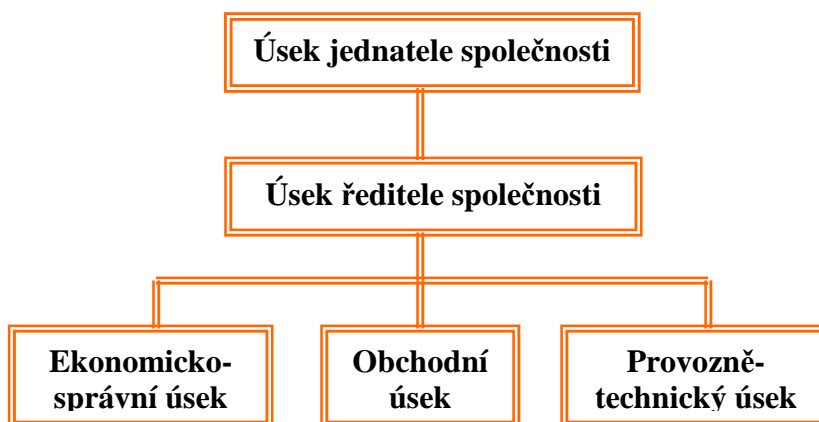 Úsek jednatele společnosti
Úsek ředitele společnosti
Ekonomicko-
správní úsek
Obchodní
úsek
Provozně-
technický úsek